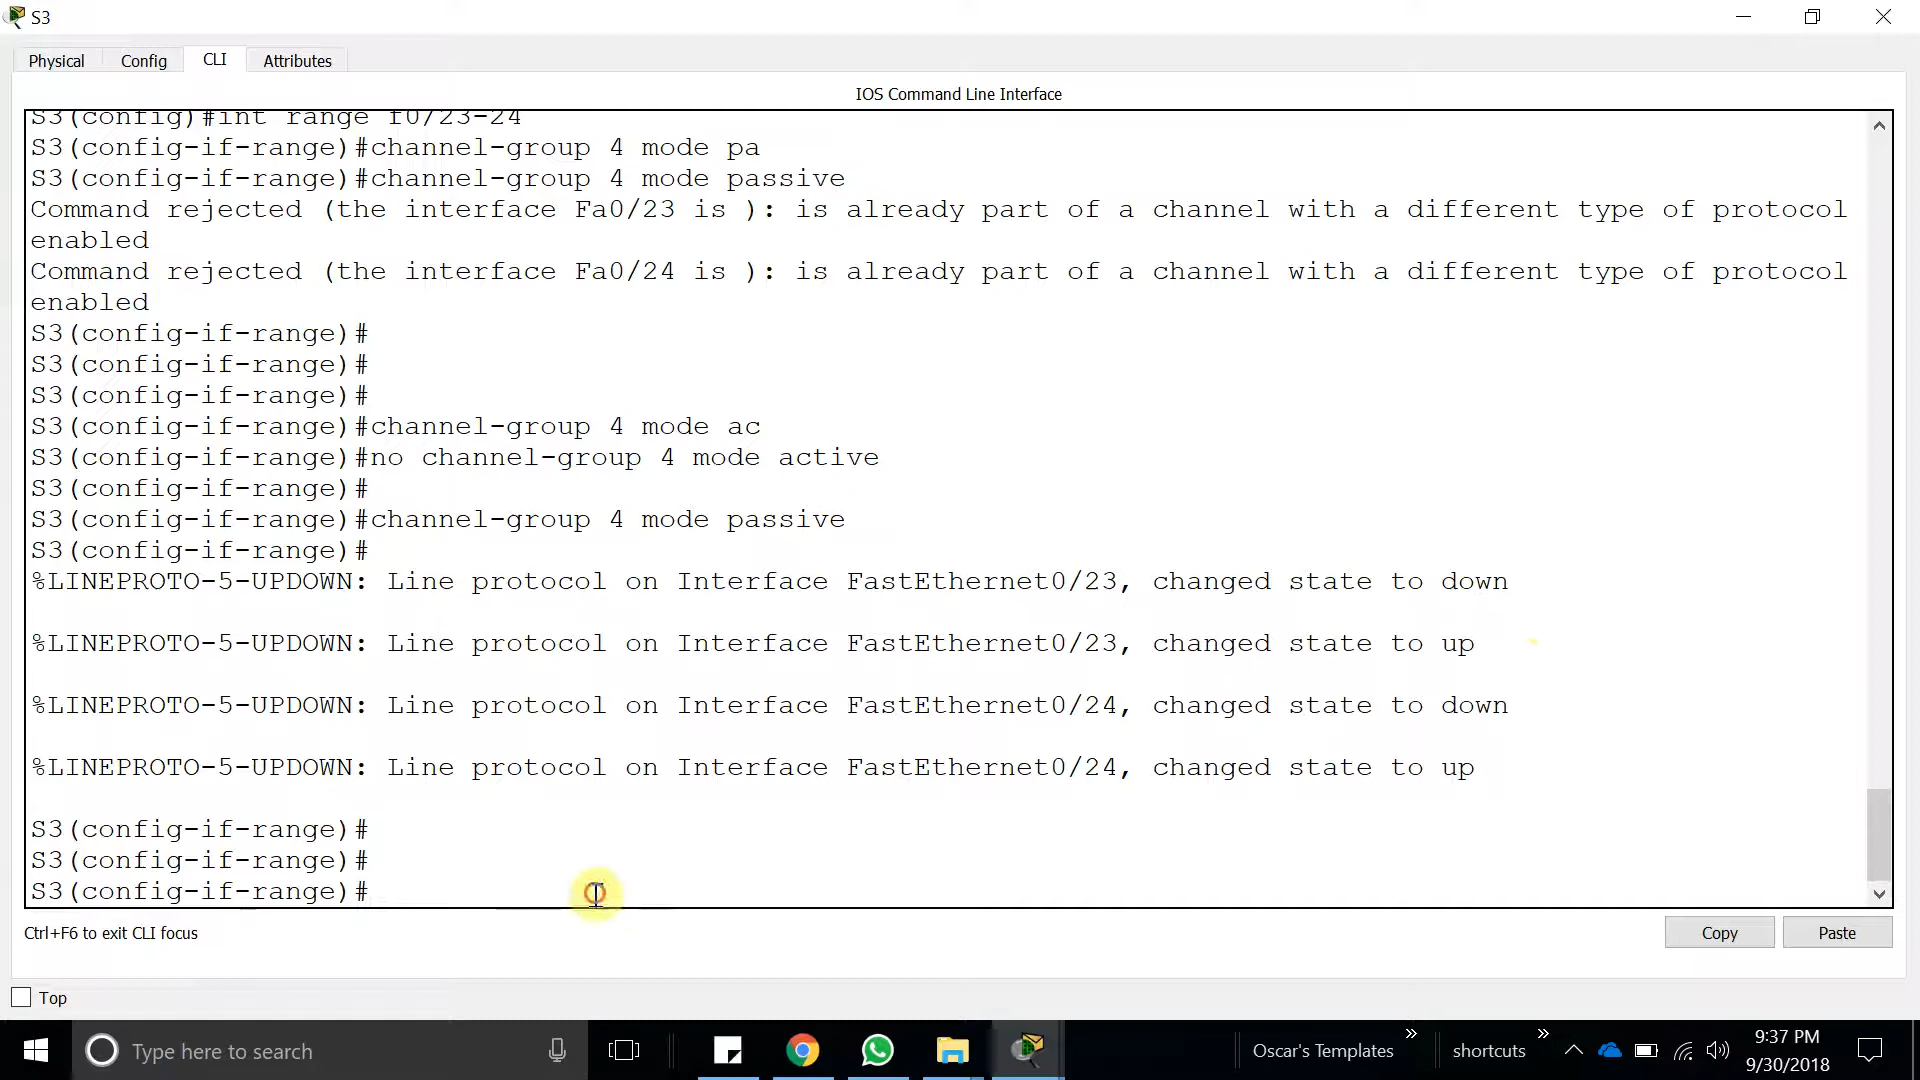 S3
Physical
Config
CLI
Attributes
IOS Command Line Interface
S3(config)#int range f0/23-24
S3(config-if-range)#channel-group 4 mode pa
S3(config-if-range)#channel-group 4 mode passive
Command rejected (the interface Fa0/23 is ): is already part of a channel with a different type of protocol
enabled
Command rejected (the interface Fa0/24 is ): is already part of a channel with a different type of protocol
enabled
S3(config-if-range)#
S3(config-if-range)#
S3(config-if-range)#
S3(config-if-range)#channel-group 4 mode ac
S3(config-if-range)#no channel-group 4 mode active
S3(config-if-range)#
S3(config-if-range)#channel-group 4 mode passive
S3(config-if-range)#
%LINEPROTO-5-UPDOWN: Line protocol on Interface FastEthernet0/23, changed state to down
%LINEPROTO-5-UPDOWN: Line protocol on Interface FastEthernet0/23, changed state to up
%LINEPROTO-5-UPDOWN: Line protocol on Interface FastEthernet0/24, changed state to down
%LINEPROTO-5-UPDOWN: Line protocol on Interface FastEthernet0/24, changed state to up
S3(config-if-range)#
S3(config-if-range)#
S3(config-if-range)#
Ctrl+F6 to exit CLI focus
Copy
Paste
Top
Type here to search
Oscar's Templates
shortcuts
9:37 PM
9/30/2018